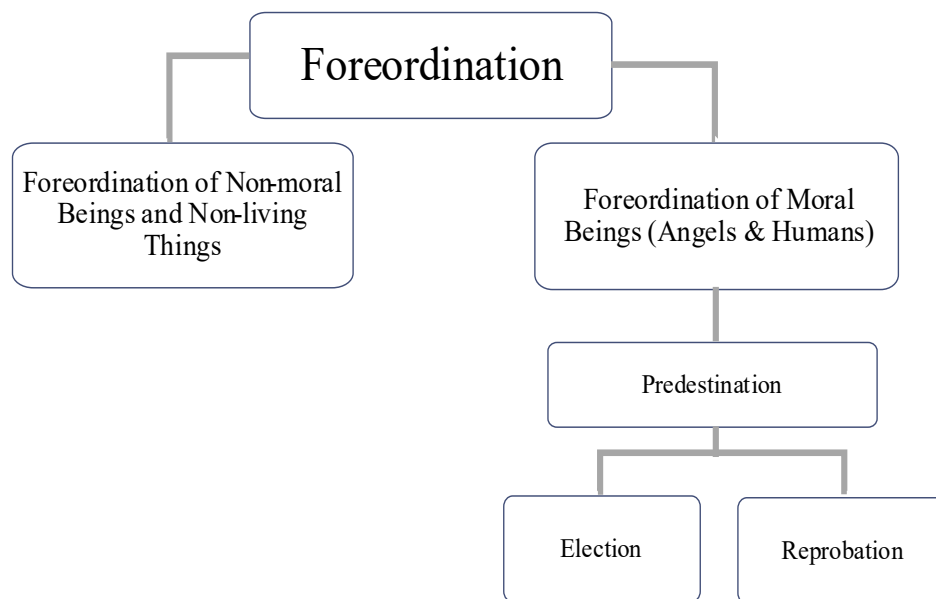 Foreordination
Foreordination of Non-moral
Beings and Non-living
Things
Foreordination of Moral
Beings (Angels & Humans)
Predestination
Election
Reprobation